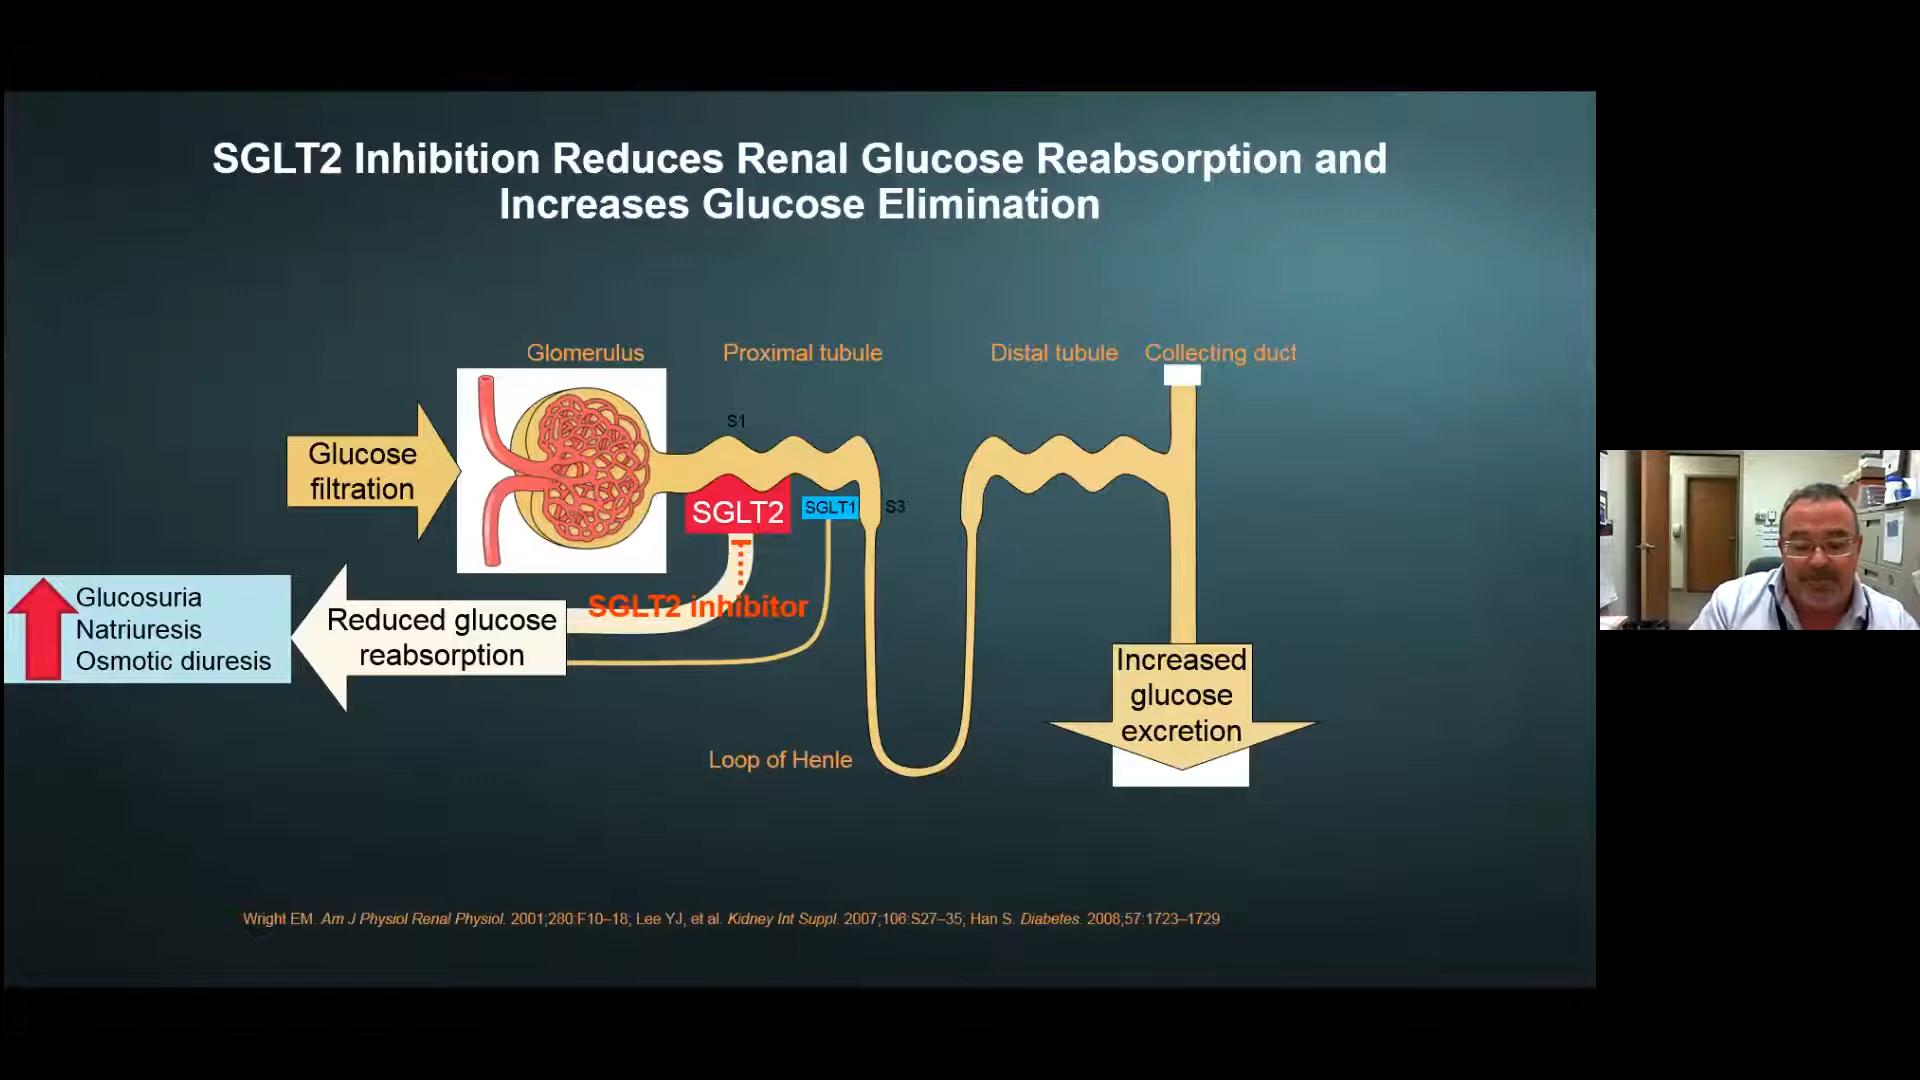 SGLT2 Inhibition Reduces Renal Glucose Reabsorption and
Increases Glucose Elimination
Glomerulus
Proximal tubule
Distal tubule
Collecting duct
S1
Glucose
filtration
SGLT2
SGLT1
S3
SGLT2 inhibitor
Reduced glucose
reabsorption
Glucosuria
Natriuresis
Osmotic diuresis
Increased
glucose
excretion
Loop of Henle
Wright EM. Am J Physiol Renal Physiol. 2001;280:F10–18; Lee YJ, et al. Kidney Int Suppl. 2007;106:S27–35; Han S. Diabetes. 2008;57:1723–1729